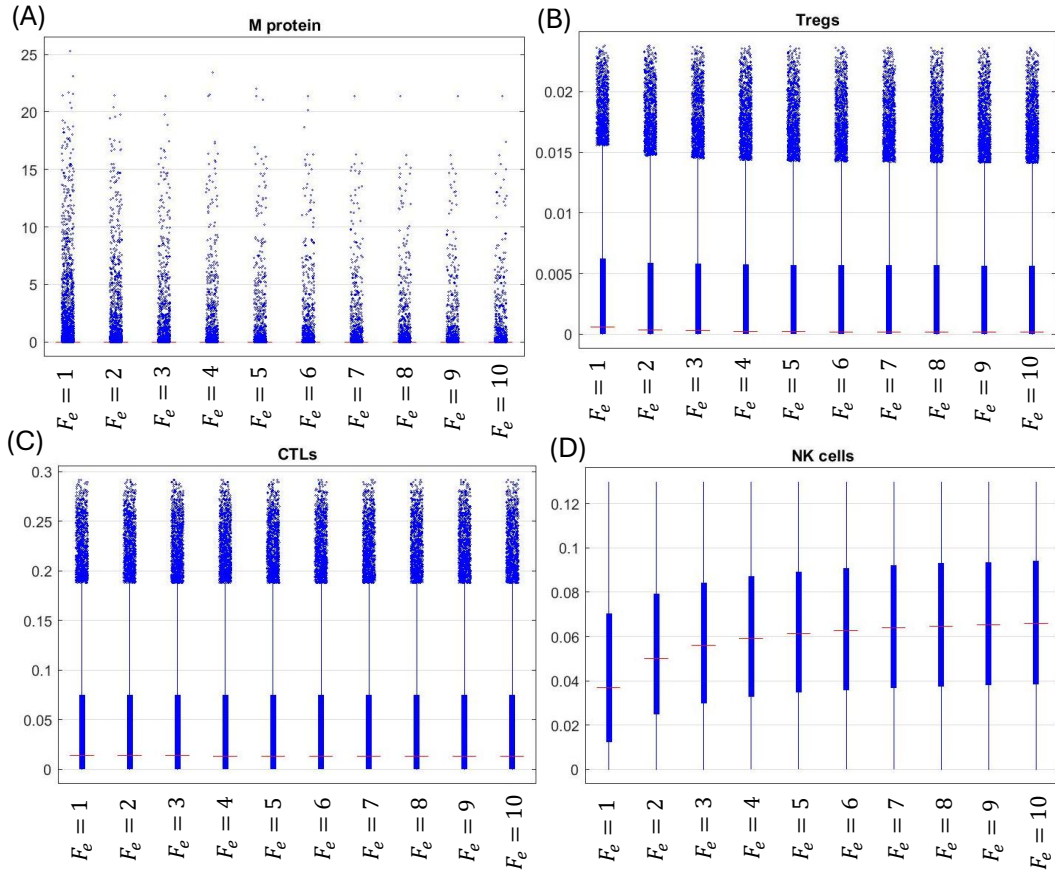 (A)
M protein
25
20
15
10
5
0
F_e = 1
F_e = 2
F_e = 3
F_e = 4
F_e = 5
F_e = 6
F_e = 7
F_e = 8
F_e = 9
F_e = 10
(B)
Tregs
0.02
0.015
0.01
0.005
0
F_e = 1
F_e = 2
F_e = 3
F_e = 4
F_e = 5
F_e = 6
F_e = 7
F_e = 8
F_e = 9
F_e = 10
(C)
CTLs
0.3
0.25
0.2
0.15
0.1
0.05
0
F_e = 1
F_e = 2
F_e = 3
F_e = 4
F_e = 5
F_e = 6
F_e = 7
F_e = 8
F_e = 9
F_e = 10
(D)
NK cells
0.12
0.1
0.08
0.06
0.04
0.02
0
F_e = 1
F_e = 2
F_e = 3
F_e = 4
F_e = 5
F_e = 6
F_e = 7
F_e = 8
F_e = 9
F_e = 10